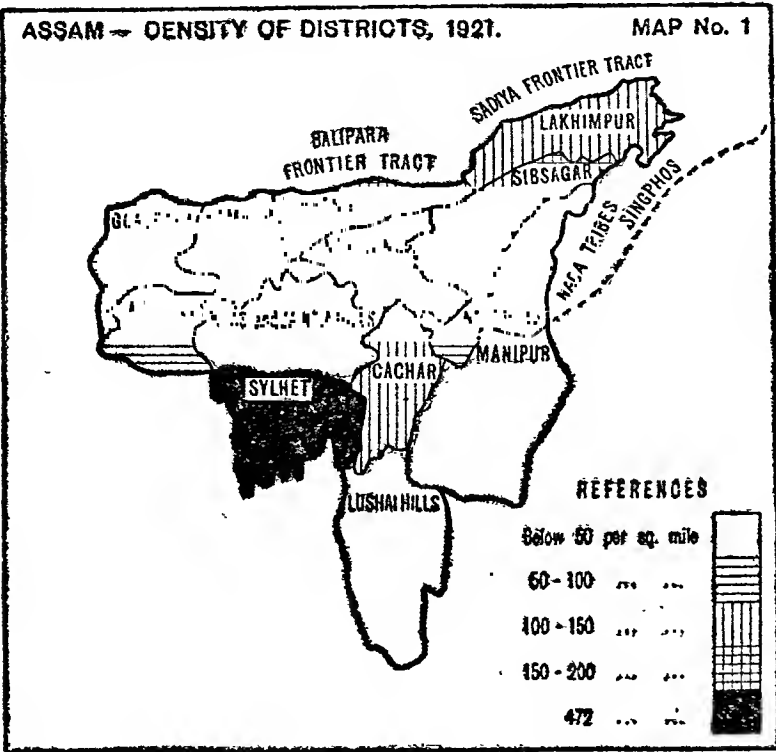 ASSAM - DENSITY OF DISTRICTS, 1921.
MAP No. 1
SADIYA FRONTIER TRACT
LAKHIMPUR
BALIPARA
FRONTIER TRACT
SIBSAGAR
NAGA TRIBES
SINGPHOS
MANIPUR
CACHAR
SYLHET
LUSHAI HILLS
REFERENCES
Below 50 per sq. mile
50-100 " "
100-150 " "
150-200 " "
472 " "